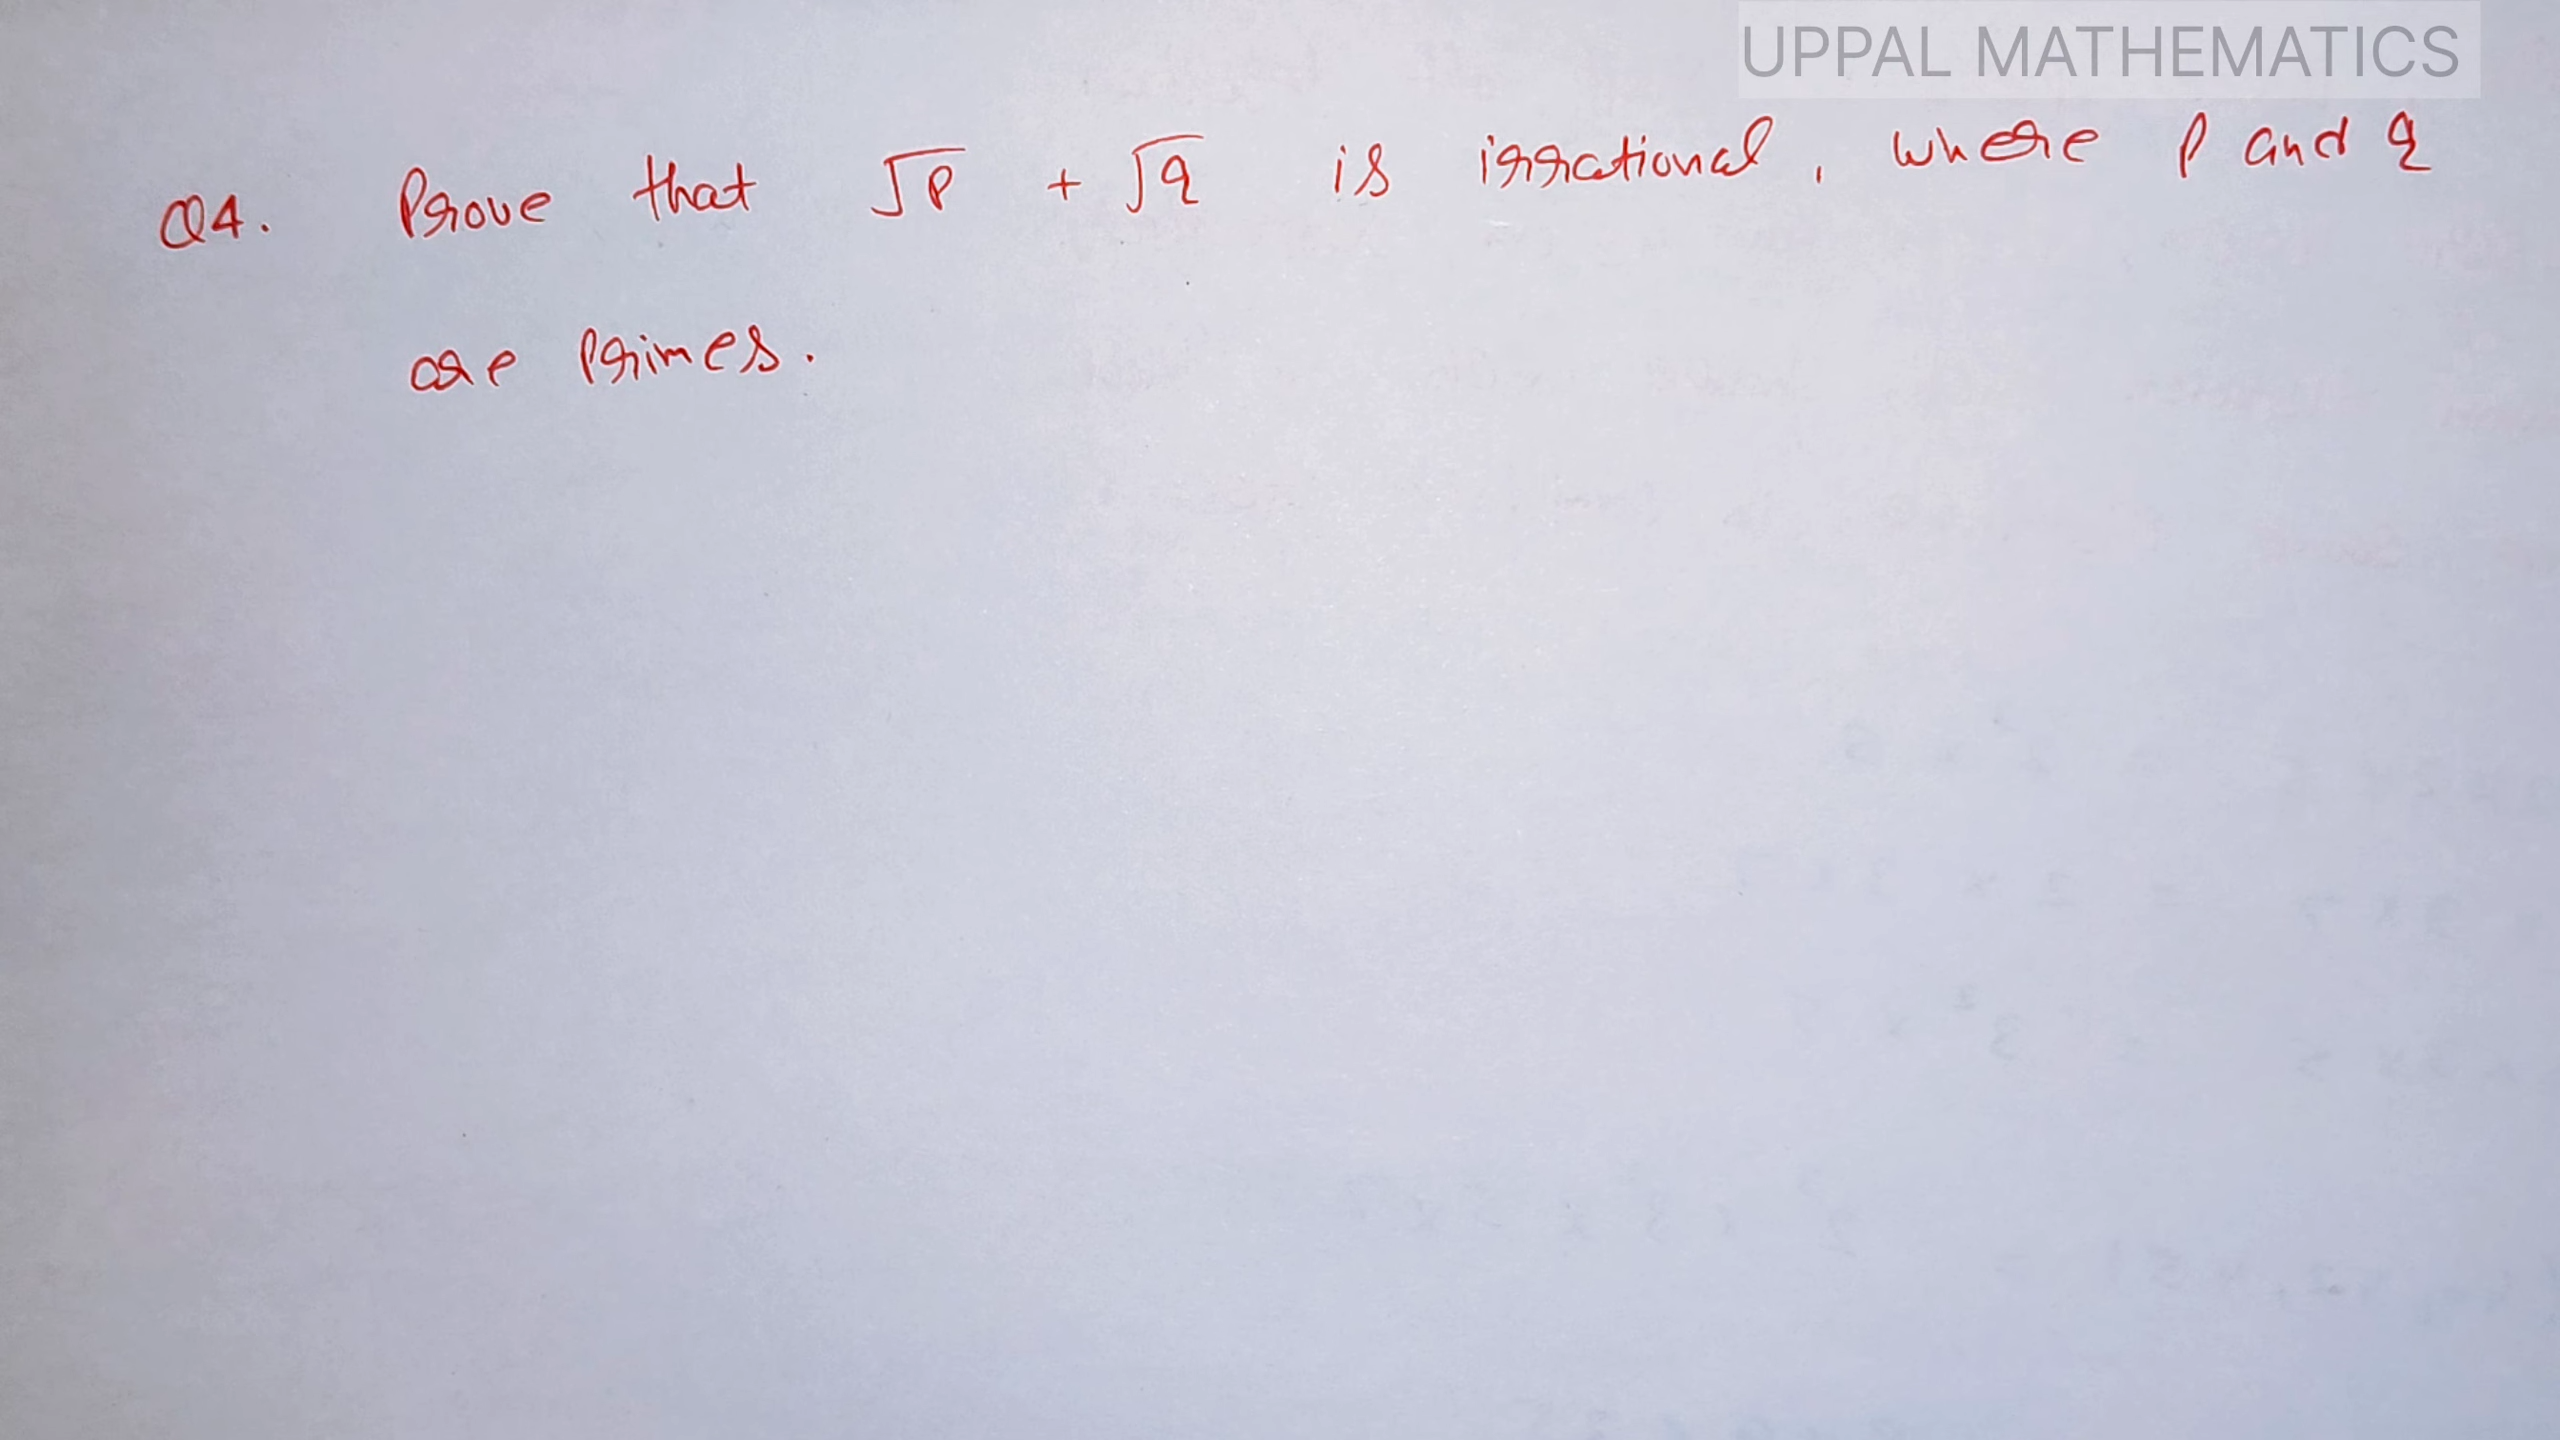 UPPAL MATHEMATICS
Q4. Prove that √p + √q is irrational, where p and q
are primes.